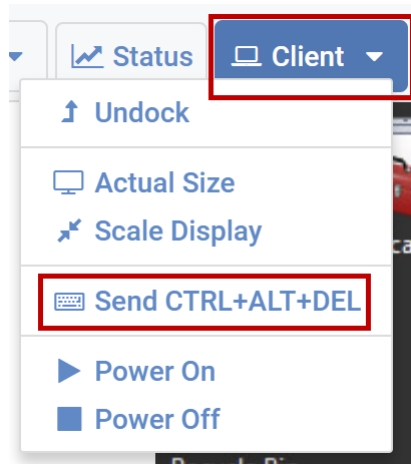 Status
Client
Undock
Actual Size
Scale Display
Send CTRL+ALT+DEL
Power On
Power Off